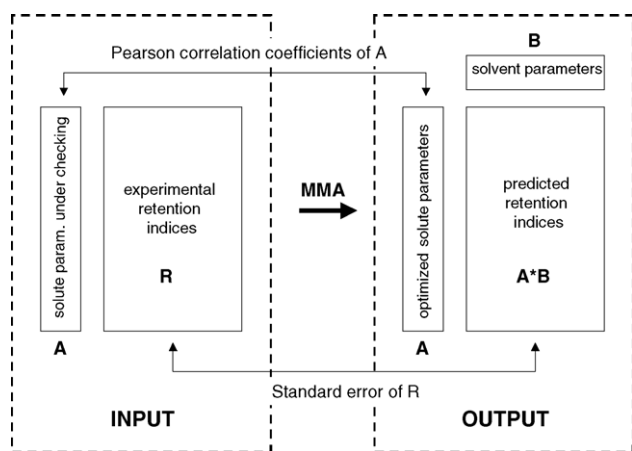 Pearson correlation coefficients of A
B
solvent parameters
solute param. under checking
experimental
retention
indices
R
A
MMA
optimized solute parameters
predicted
retention
indices
A*B
A
Standard error of R
INPUT
OUTPUT